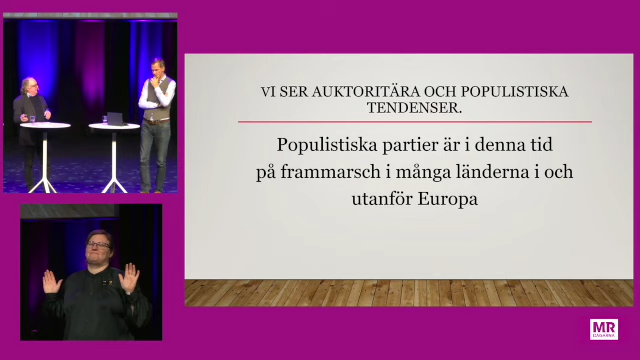 VI SER AUKTORITÄRA OCH POPULISTISKA
TENDENSER.
Populistiska partier är i denna tid
på frammarsch i många länderna i och
utanför Europa
MR
DAGARNA